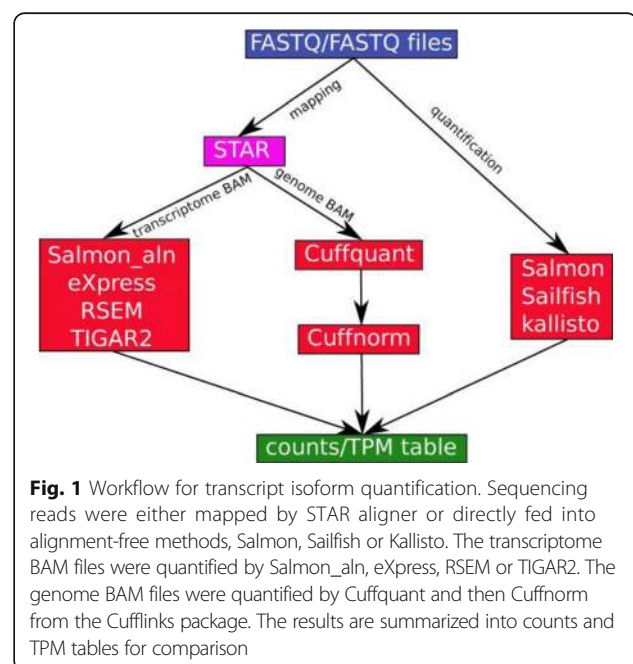 FASTQ/FASTQ files
mapping
quantification
STAR
transcriptome BAM
genome BAM
Salmon_aln
eXpress
RSEM
TIGAR2
Cuffquant
Cuffnorm
Salmon
Sailfish
kallisto
counts/TPM table
Fig. 1 Workflow for transcript isoform quantification. Sequencing
reads were either mapped by STAR aligner or directly fed into
alignment-free methods, Salmon, Sailfish or Kallisto. The transcriptome
BAM files were quantified by Salmon_aln, eXpress, RSEM or TIGAR2. The
genome BAM files were quantified by Cuffquant and then Cuffnorm
from the Cufflinks package. The results are summarized into counts and
TPM tables for comparison